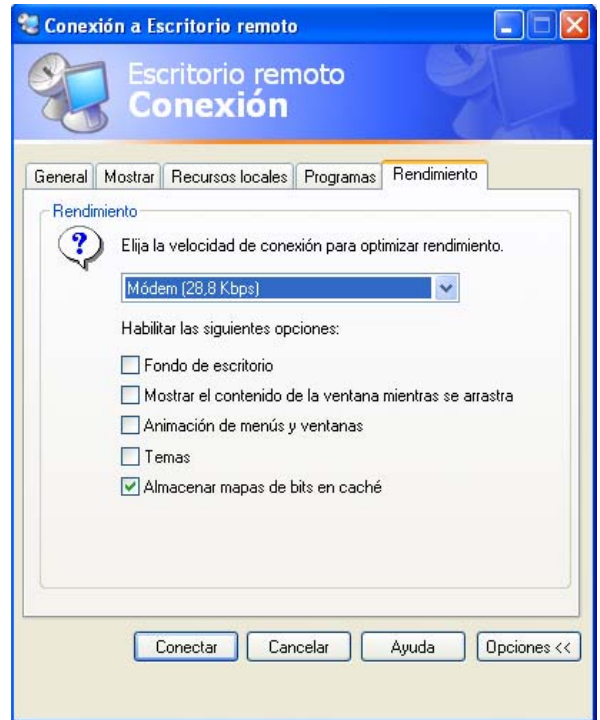 Conexión a Escritorio remoto
Escritorio remoto
Conexión
General Mostrar Recursos locales Programas Rendimiento
Rendimiento
Elija la velocidad de conexión para optimizar rendimiento.
Módem (28,8 Kbps)
Habilitar las siguientes opciones:
Fondo de escritorio
Mostrar el contenido de la ventana mientras se arrastra
Animación de menús y ventanas
Temas
Almacenar mapas de bits en caché
Conectar Cancelar Ayuda Opciones <<